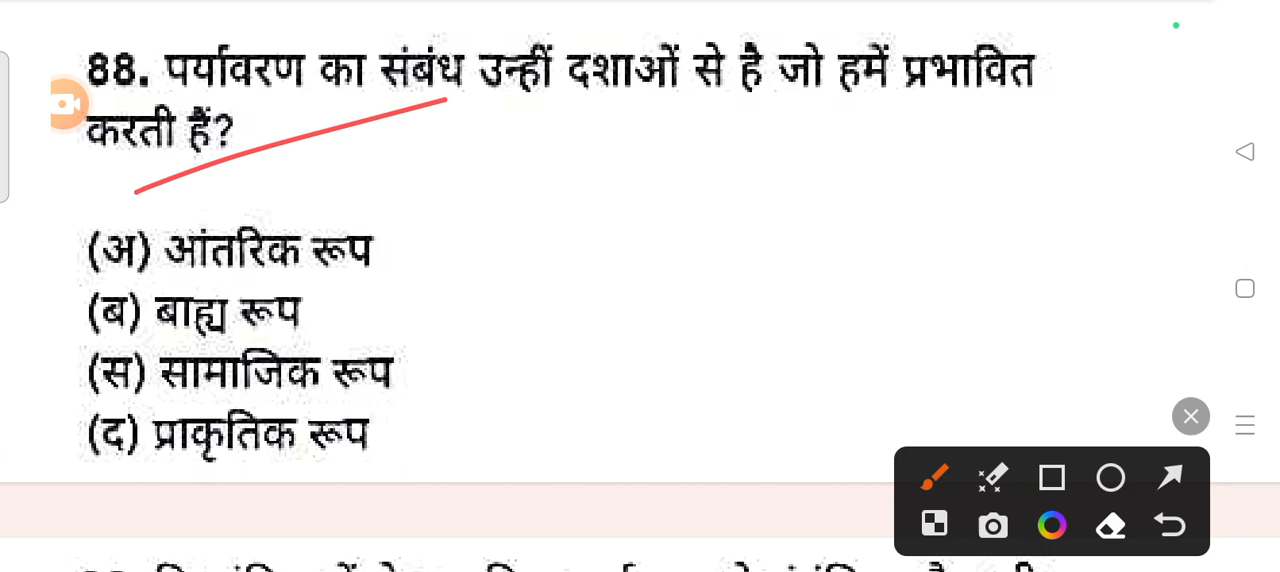 88. पर्यावरण का संबंध उन्हीं दशाओं से है जो हमें प्रभावित
करती हैं?
(अ) आंतरिक रूप
(ब) बाह्य रूप
(स) सामाजिक रूप
(द) प्राकृतिक रूप